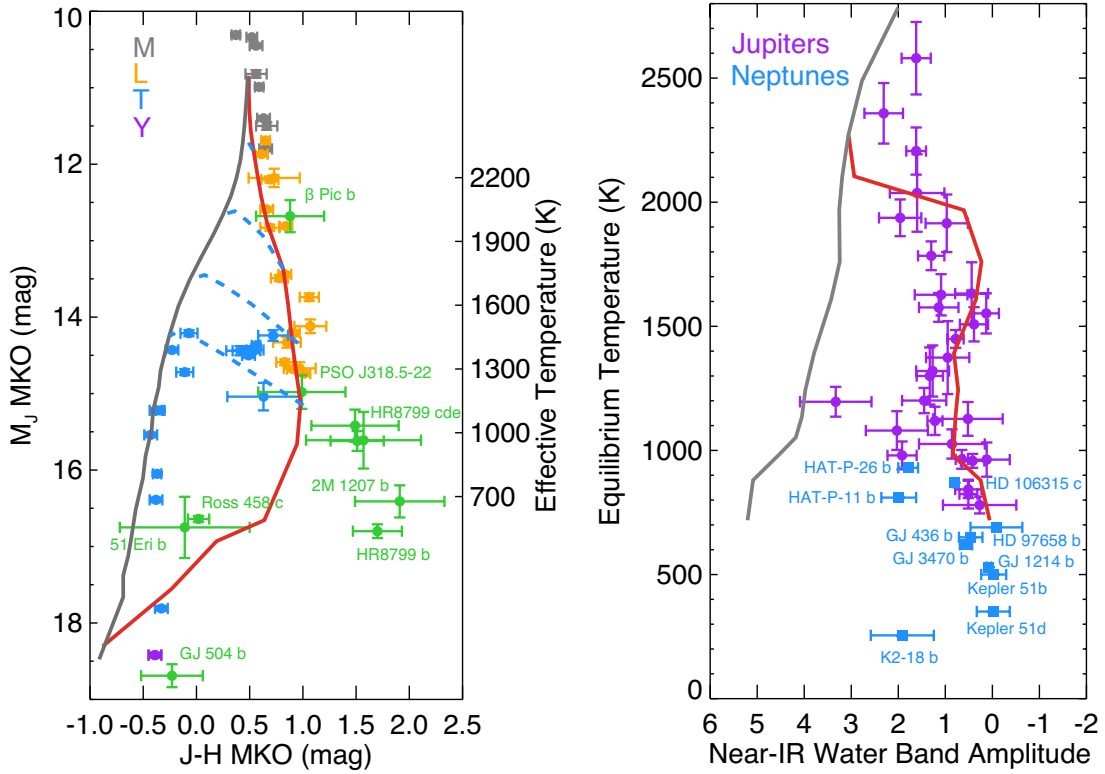 M
L
T
Y
β Pic b
PSO J318.5-22
HR8799 cde
2M 1207 b
Ross 458 c
51 Eri b
HR8799 b
GJ 504 b
10
12
14
16
18
M_J MKO (mag)
2200
1900
1600
1300
1000
700
Effective Temperature (K)
-1.0 -0.5 0.0 0.5 1.0 1.5 2.0 2.5
J-H MKO (mag)
Jupiters
Neptunes
HAT-P-26 b
HD 106315 c
HAT-P-11 b
GJ 436 b
HD 97658 b
GJ 3470 b
GJ 1214 b
Kepler 51b
Kepler 51d
K2-18 b
2500
2000
1500
1000
500
0
Equilibrium Temperature (K)
6 5 4 3 2 1 0 -1 -2
Near-IR Water Band Amplitude